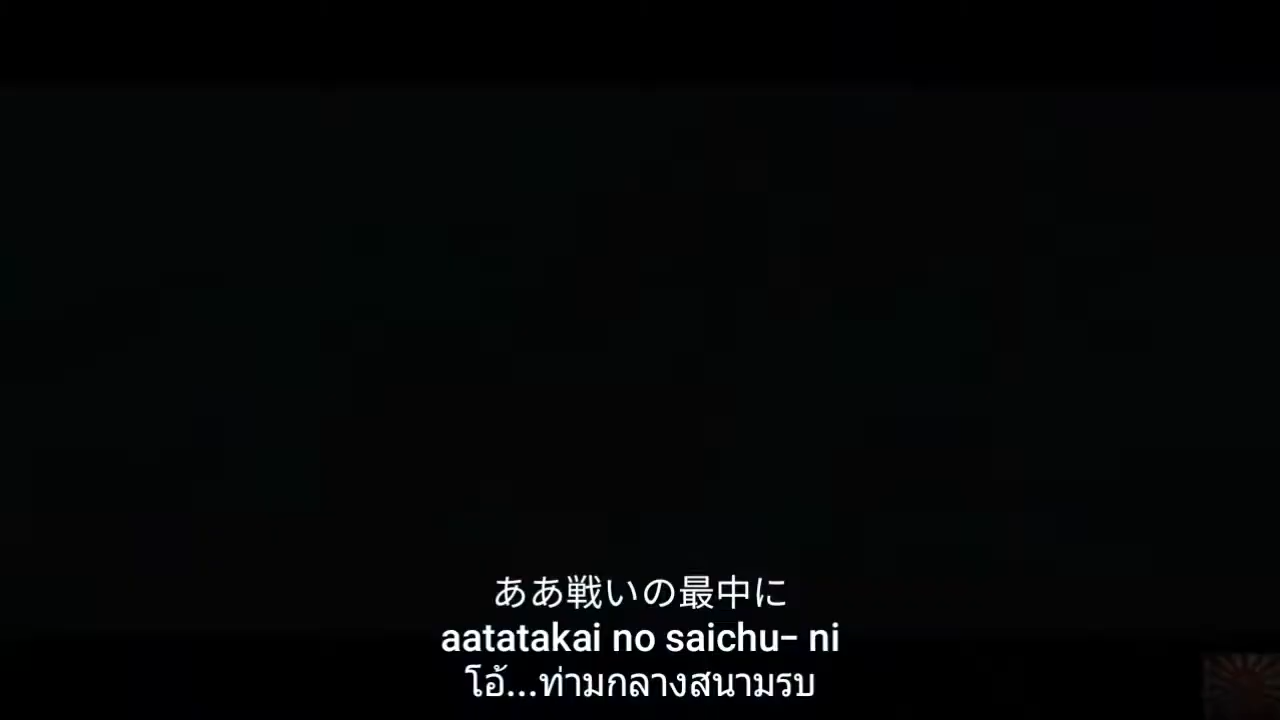 ああ戦いの最中に
aatatakai no saichu- ni
โอ้...ท่ามกลางสนามรบ